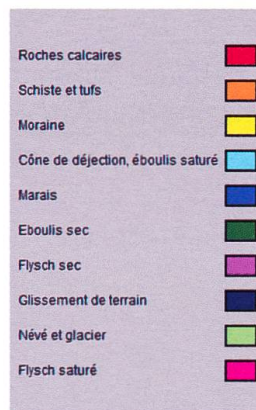 Roches calcaires
Schiste et tufs
Moraine
Cône de déjection, éboulis saturé
Marais
Eboulis sec
Flysch sec
Glissement de terrain
Névé et glacier
Flysch saturé